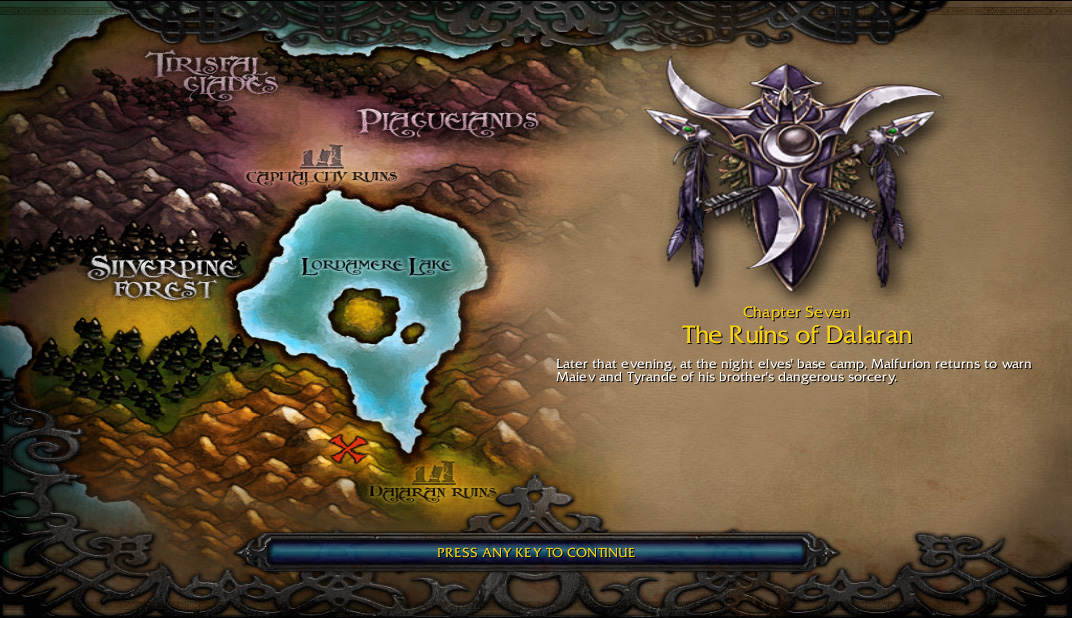 TIRISFAL
GLADES
PLAGUELANDS
CAPITAL CITY RUINS
SILVERPINE
FOREST
LORDAMERE LAKE
DALARAN RUINS
Chapter Seven
The Ruins of Dalaran
Later that evening, at the night elves' base camp, Malfurion returns to warn
Maiev and Tyrande of his brother's dangerous sorcery.
PRESS ANY KEY TO CONTINUE